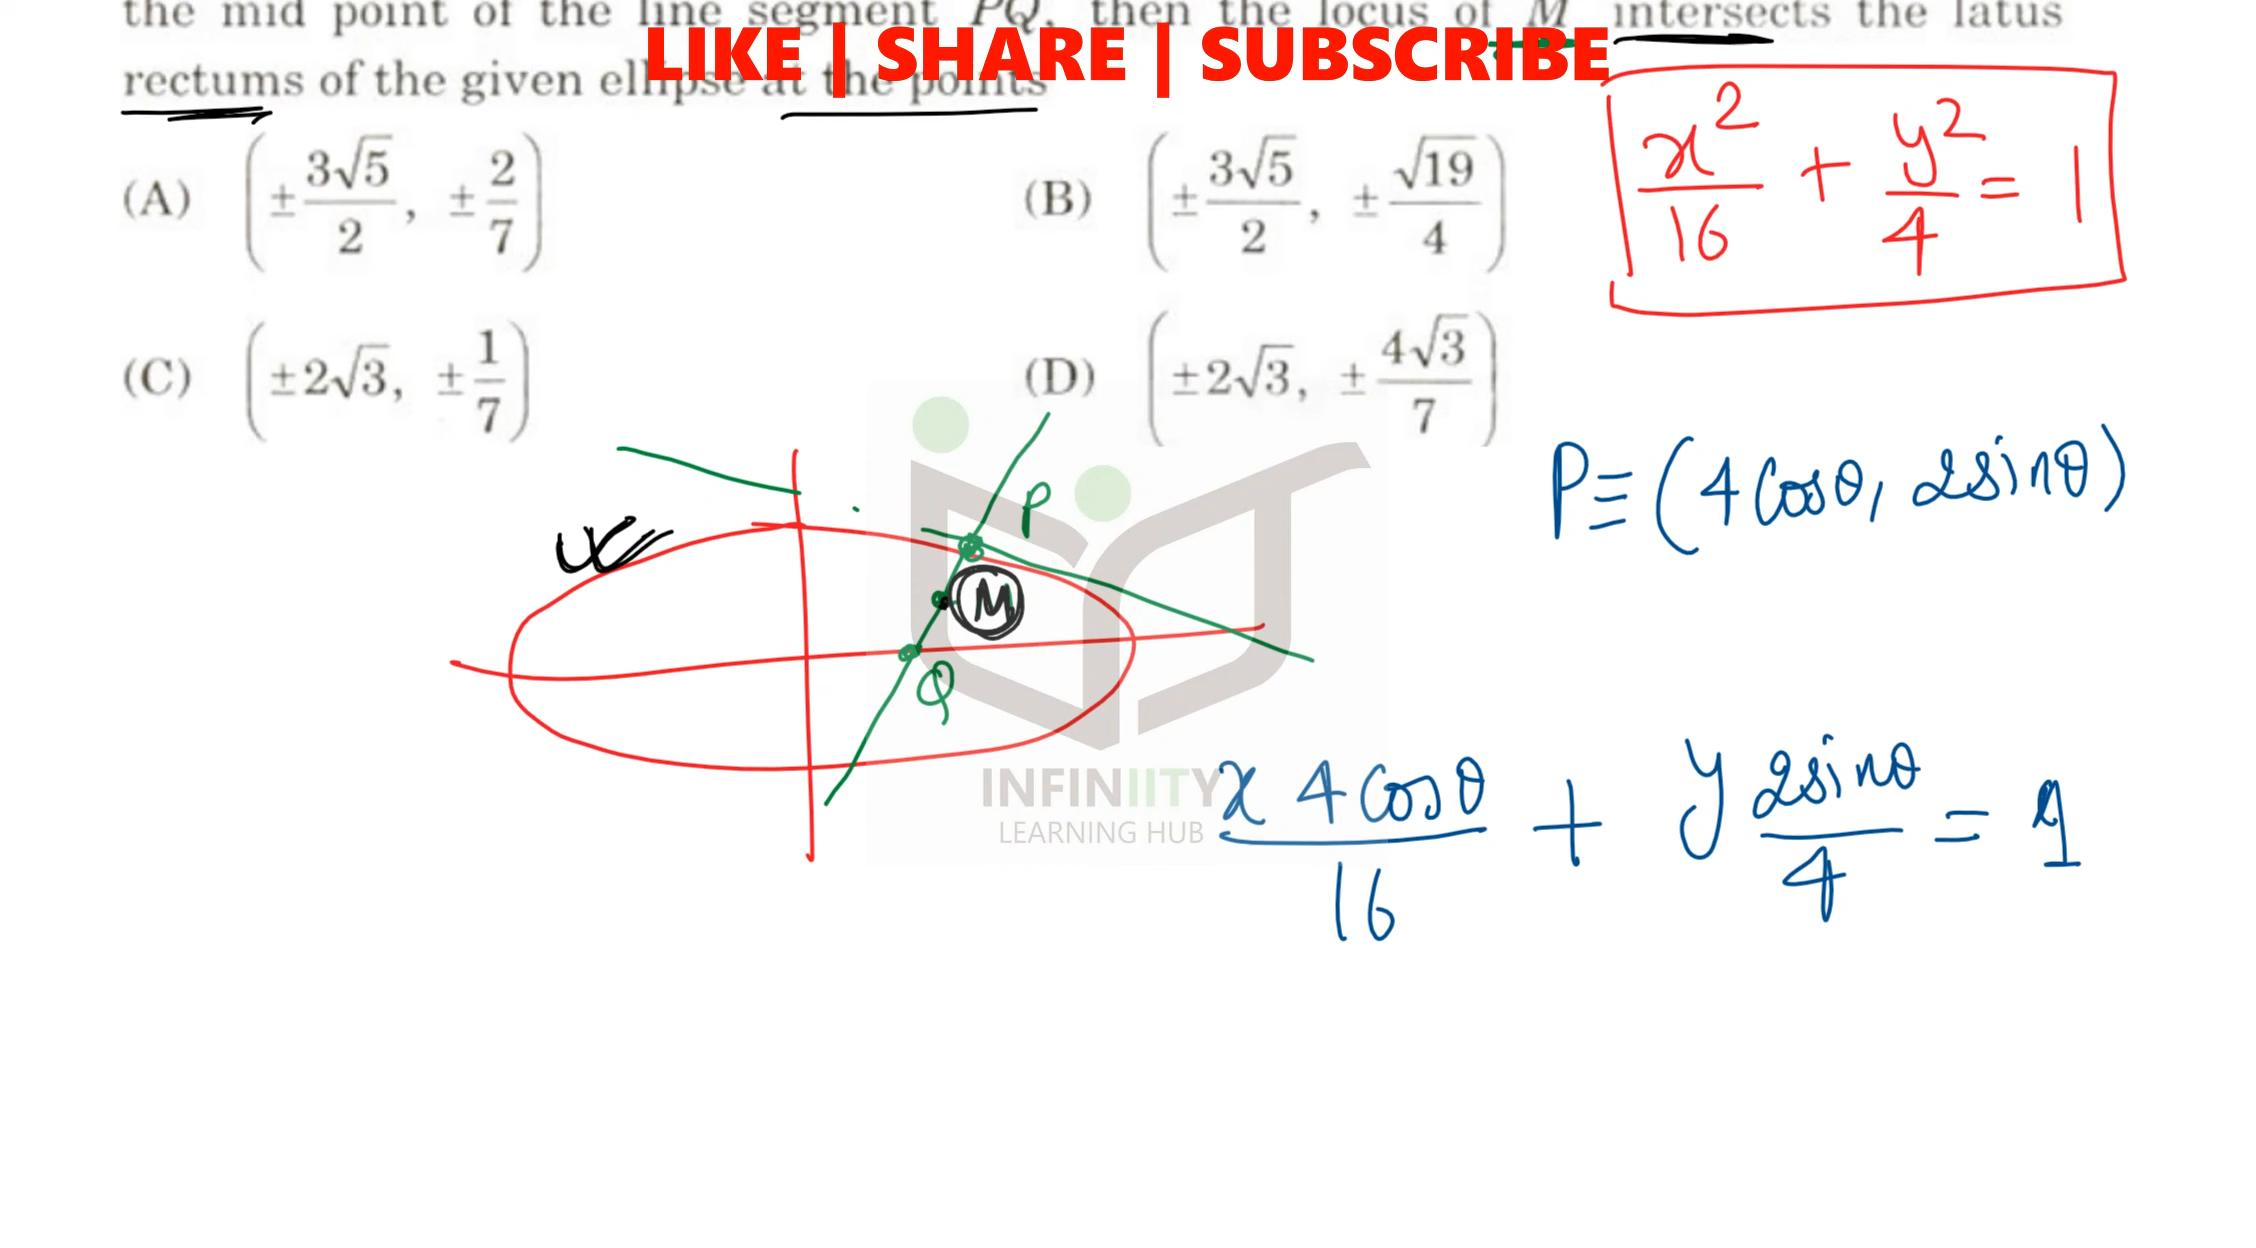 the mid point of the line segment PQ, then the locus of M intersects the latus
LIKE | SHARE | SUBSCRIBE
rectums of the given ellipse at the points
(A) (± 3√5/2, ± 2/7)
(B) (± 3√5/2, ± √19/4)
x²/16 + y²/4 = 1
(C) (±2√3, ± 1/7)
(D) (±2√3, ± 4√3/7)
P ≡ (4cosθ, 2sinθ)
P
M
Q
INFINIITY
LEARNING HUB
x 4cosθ/16 + y 2sinθ/4 = 1